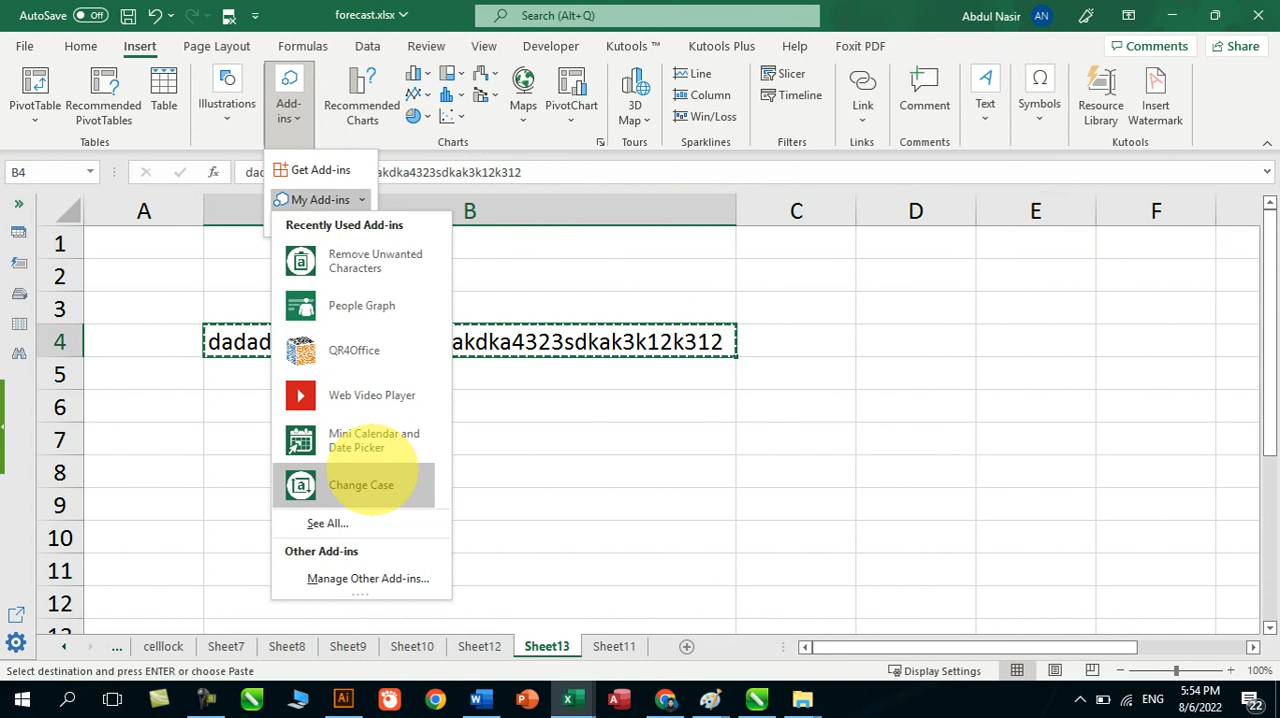 AutoSave Off forecast.xlsx Search (Alt+Q) Abdul Nasir AN
File Home Insert Page Layout Formulas Data Review View Developer Kutools ™ Kutools Plus Help Foxit PDF Comments Share
PivotTable
Recommended
PivotTables
Table
Illustrations
Add-
ins
Recommended
Charts
Maps
PivotChart
3D
Map
Line
Column
Win/Loss
Slicer
Timeline
Link
Comment
Text
Symbols
Resource
Library
Insert
Watermark
Tables Charts Tours Sparklines Filters Links Comments Kutools
Get Add-ins
My Add-ins
B4 fx akdka4323sdkak3k12k312
A B C D E F
1
2
3
4 dadad akdka4323sdkak3k12k312
5
6
7
8
9
10
11
12
13
Recently Used Add-ins
Remove Unwanted
Characters
People Graph
QR4Office
Web Video Player
Mini Calendar and
Date Picker
Change Case
See All...
Other Add-ins
Manage Other Add-ins...
... celllock Sheet7 Sheet8 Sheet9 Sheet10 Sheet12 Sheet13 Sheet11
Select destination and press ENTER or choose Paste Display Settings 100%
ENG
5:54 PM
8/6/2022
22